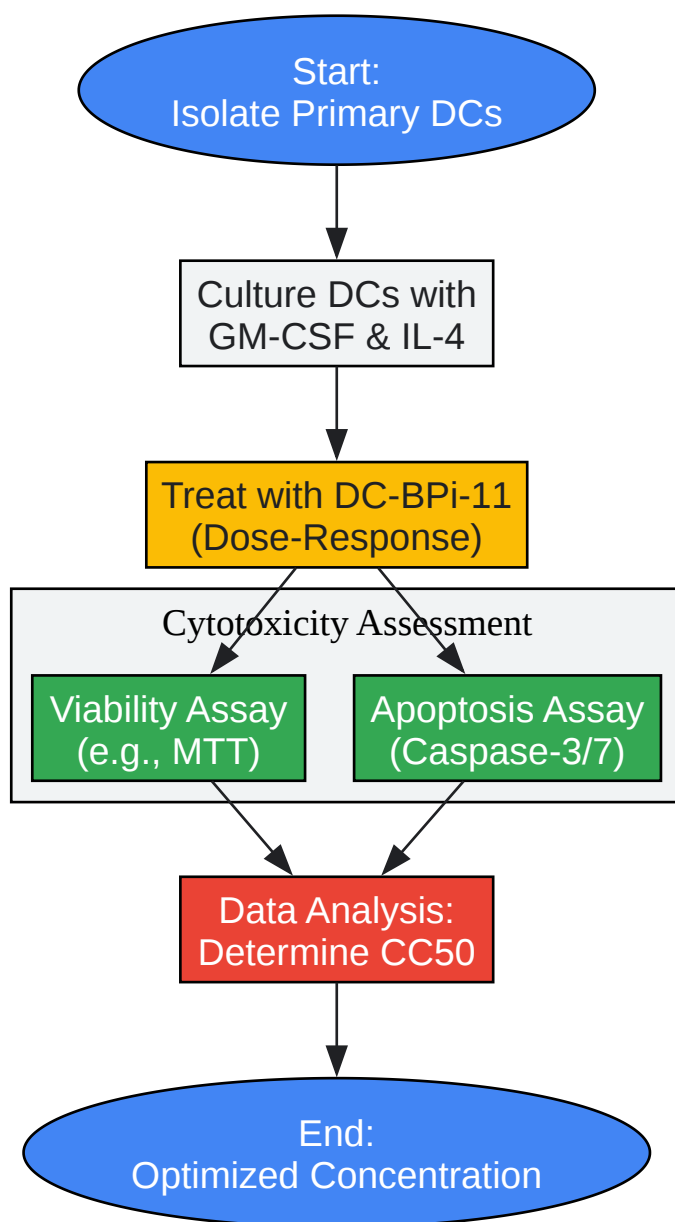 Start:
Isolate Primary DCs
Culture DCs with
GM-CSF & IL-4
Treat with DC-BPi-11
(Dose-Response)
Cytotoxicity Assessment
Viability Assay
(e.g., MTT)
Apoptosis Assay
(Caspase-3/7)
Data Analysis:
Determine CC50
End:
Optimized Concentration